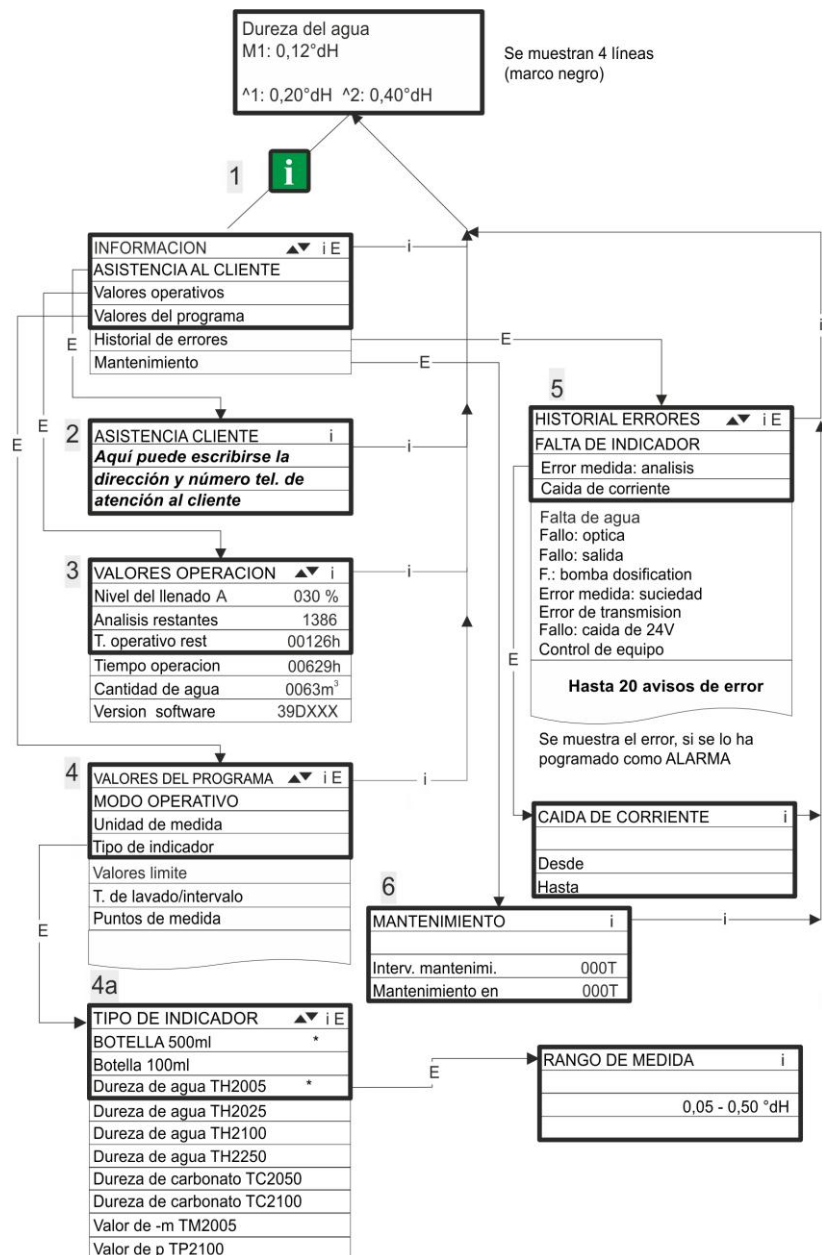 Dureza del agua
M1: 0,12°dH
^1: 0,20°dH ^2: 0,40°dH
Se muestran 4 líneas
(marco negro)
1
i
INFORMACION ▲▼ i E
ASISTENCIA AL CLIENTE
Valores operativos
Valores del programa
Historial de errores
Mantenimiento
i
i
E
E
E
E
E
2
ASISTENCIA CLIENTE i
Aquí puede escribirse la
dirección y número tel. de
atención al cliente
i
3
VALORES OPERACION ▲▼ i
Nivel del llenado A 030 %
Analisis restantes 1386
T. operativo rest 00126h
Tiempo operacion 00629h
Cantidad de agua 0063m³
Version software 39DXXX
i
4
VALORES DEL PROGRAMA ▲▼ i E
MODO OPERATIVO
Unidad de medida
Tipo de indicador
Valores limite
T. de lavado/intervalo
Puntos de medida
i
E
4a
TIPO DE INDICADOR ▲▼ i E
BOTELLA 500ml *
Botella 100ml
Dureza de agua TH2005 *
Dureza de agua TH2025
Dureza de agua TH2100
Dureza de agua TH2250
Dureza de carbonato TC2050
Dureza de carbonato TC2100
Valor de -m TM2005
Valor de p TP2100
E
RANGO DE MEDIDA i
0,05 - 0,50 °dH
5
HISTORIAL ERRORES ▲▼ i E
FALTA DE INDICADOR
Error medida: analisis
Caida de corriente
Falta de agua
Fallo: optica
Fallo: salida
F.: bomba dosification
Error medida: suciedad
Error de transmision
Fallo: caida de 24V
Control de equipo
Hasta 20 avisos de error
E
Se muestra el error, si se lo ha
pogramado como ALARMA
CAIDA DE CORRIENTE i
Desde
Hasta
6
MANTENIMIENTO i
Interv. mantenimi. 000T
Mantenimiento en 000T
i